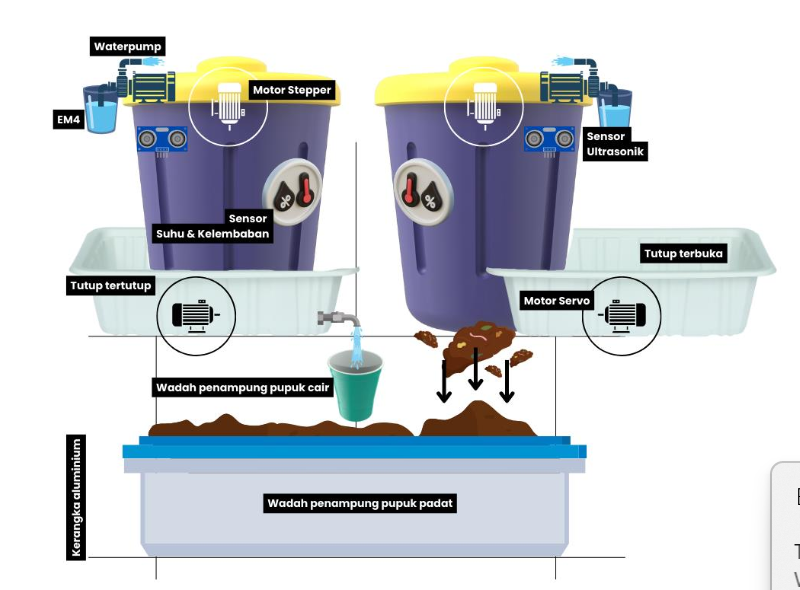 Waterpump
Motor Stepper
EM4
Sensor
Ultrasonik
%
%
Sensor
Suhu & Kelembaban
Tutup terbuka
Tutup tertutup
Motor Servo
Wadah penampung pupuk cair
Kerangka aluminium
Wadah penampung pupuk padat